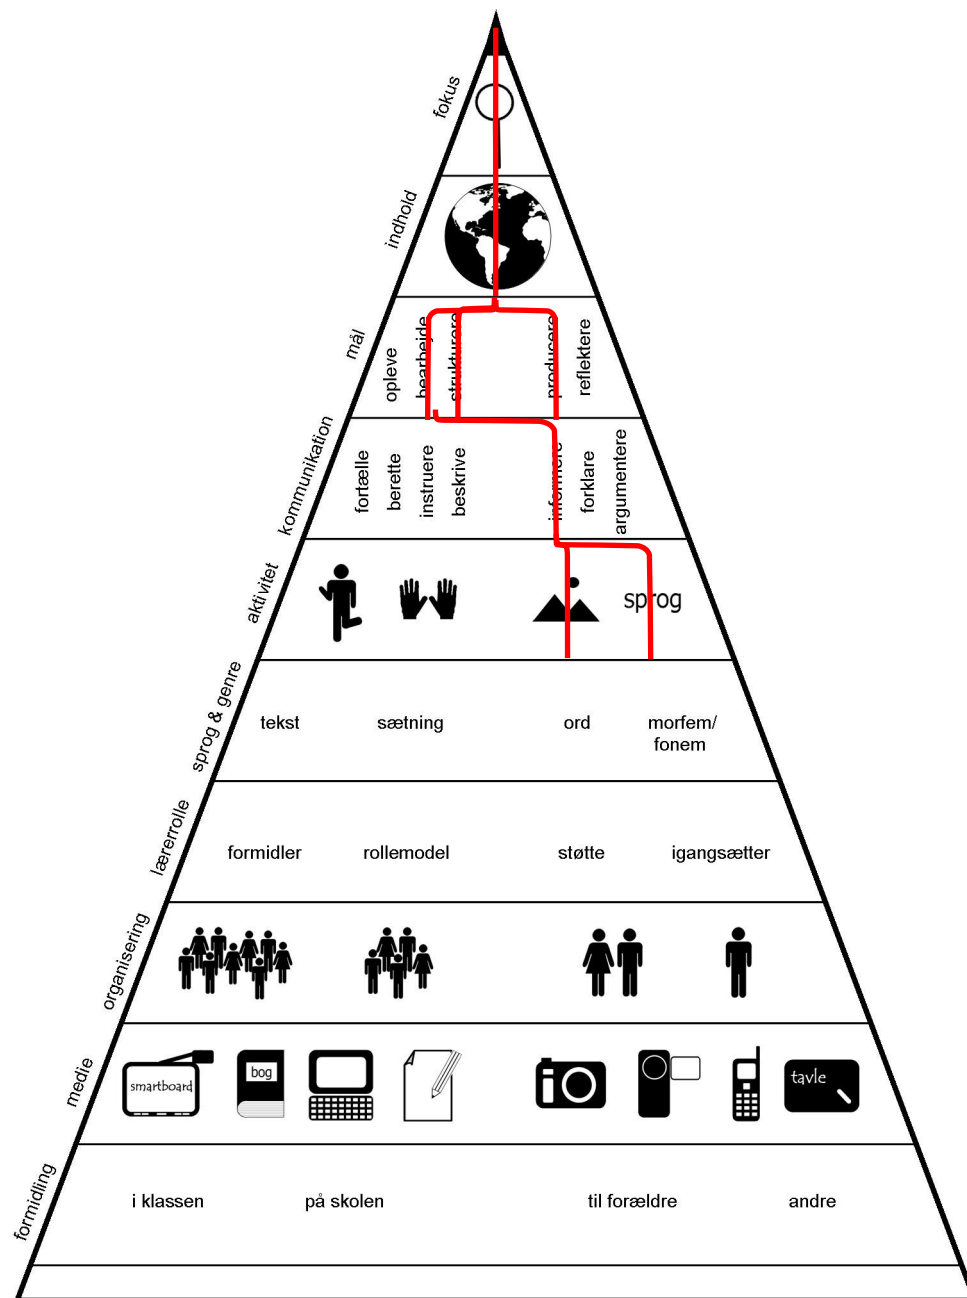 fokus
indhold
mål
opleve
bearbejde
strukturere
producere
reflektere
kommunikation
fortælle
berette
instruere
beskrive
informere
forklare
argumentere
aktivitet
sprog
sprog & genre
tekst
sætning
ord
morfem/
fonem
lærerrolle
formidler
rollemodel
støtte
igangsætter
organisering
medie
smartboard
bog
tavle
formidling
i klassen
på skolen
til forældre
andre